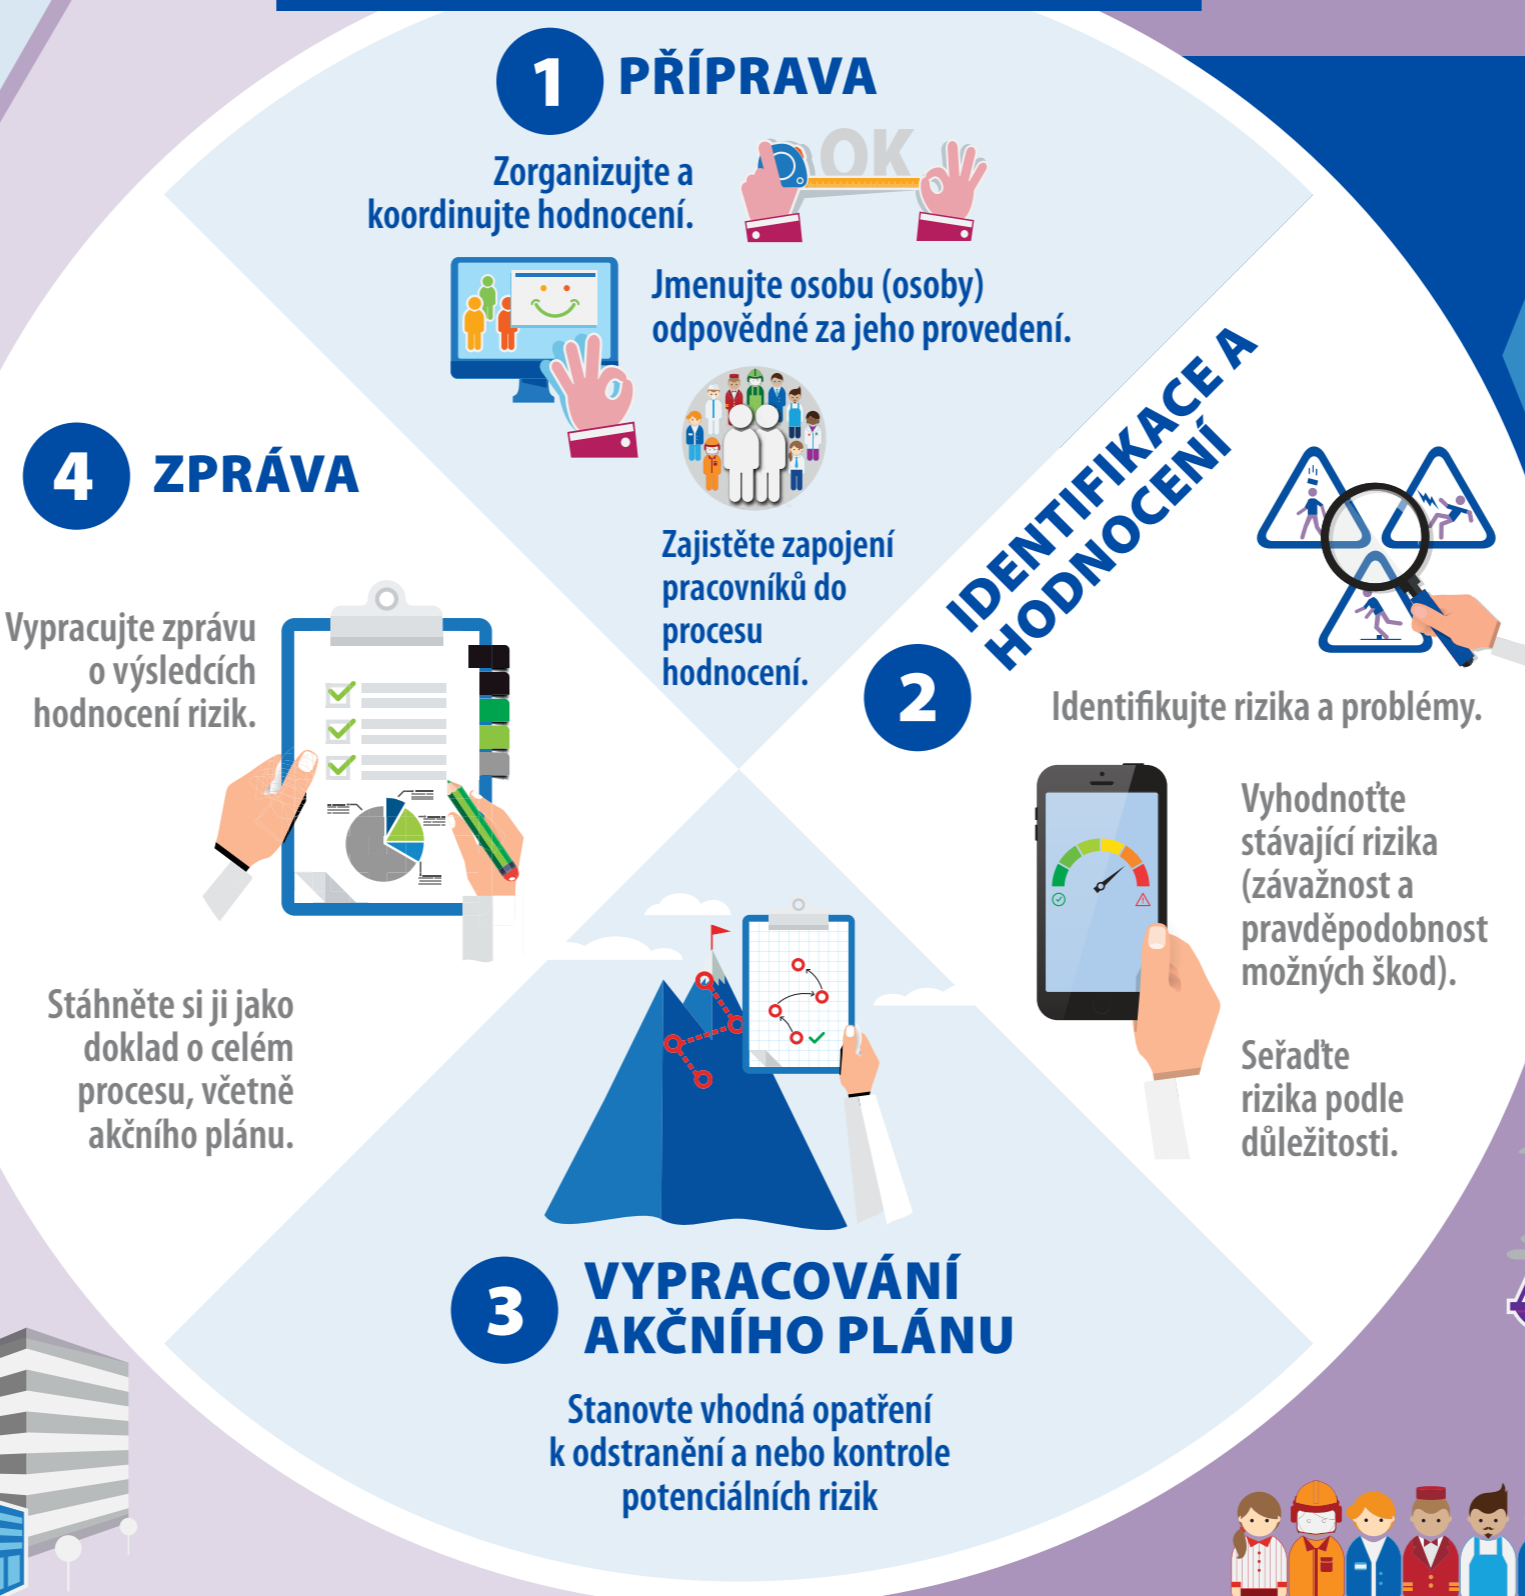 1 PŘÍPRAVA
Zorganizujte a
koordinujte hodnocení.
OK
Jmenujte osobu (osoby)
odpovědné za jeho provedení.
Zajistěte zapojení
pracovníků do
procesu
hodnocení.
2 IDENTIFIKACE A
HODNOCENÍ
Identifikujte rizika a problémy.
Vyhodnoťte
stávající rizika
(závažnost a
pravděpodobnost
možných škod).
Seřaďte
rizika podle
důležitosti.
3 VYPRACOVÁNÍ
AKČNÍHO PLÁNU
Stanovte vhodná opatření
k odstranění a nebo kontrole
potenciálních rizik
4 ZPRÁVA
Vypracujte zprávu
o výsledcích
hodnocení rizik.
Stáhněte si ji jako
doklad o celém
procesu, včetně
akčního plánu.